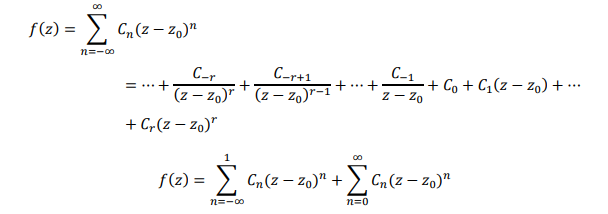 f(z) = ∑_{n=−∞}^{∞} C_n(z − z_0)^n
= ⋯ + C_{−r}/(z − z_0)^r + C_{−r+1}/(z − z_0)^{r−1} + ⋯ + C_{−1}/(z − z_0) + C_0 + C_1(z − z_0) + ⋯
+ C_r(z − z_0)^r
f(z) = ∑_{n=−∞}^{1} C_n(z − z_0)^n + ∑_{n=0}^{∞} C_n(z − z_0)^n